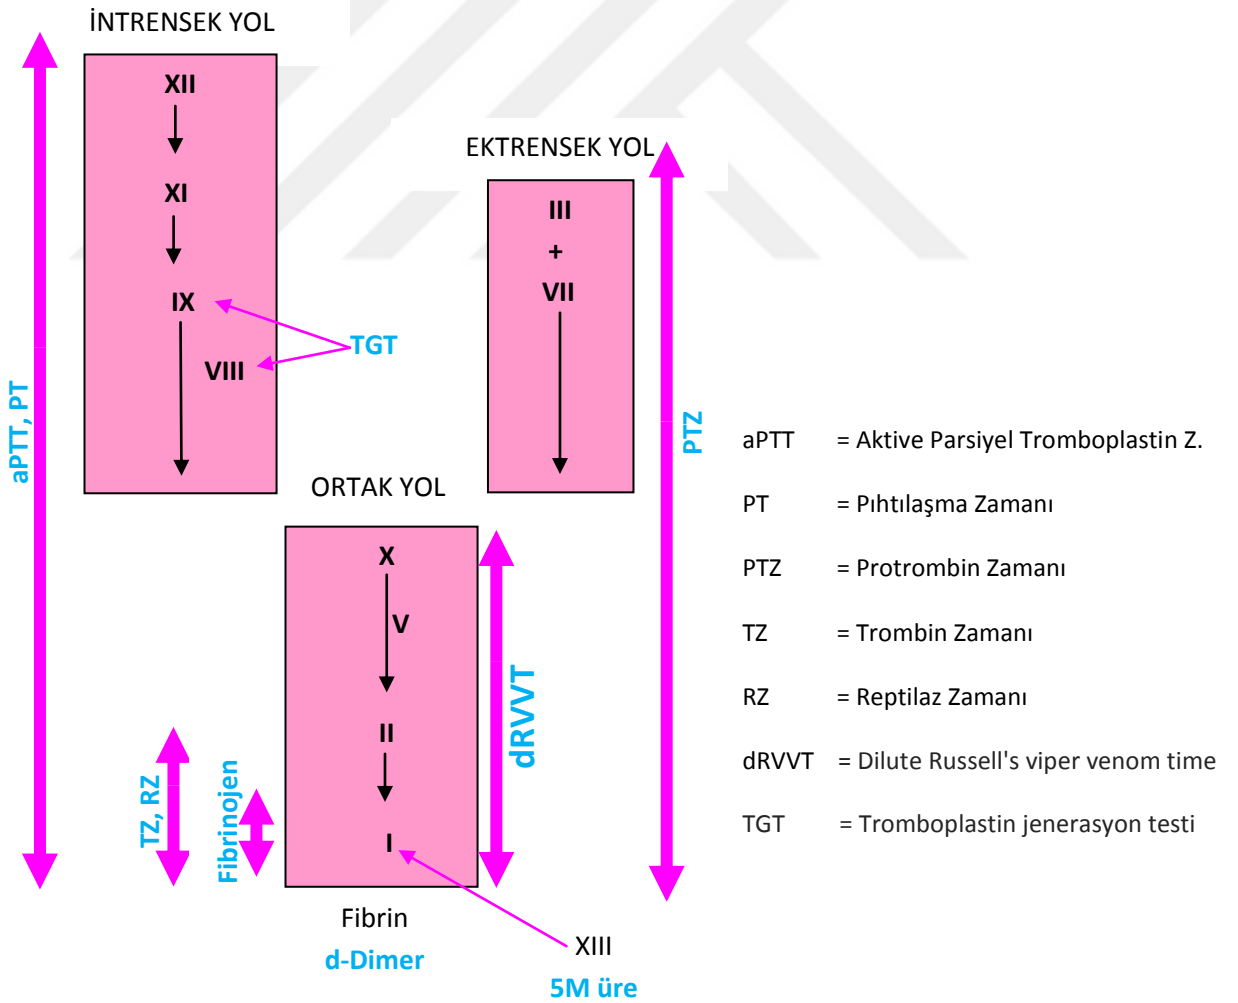 İNTRENSEK YOL
XII
XI
IX
VIII
TGT
aPTT, PT
EKTRENSEK YOL
III
+
VII
PTZ
ORTAK YOL
X
V
II
I
dRVVT
TZ, RZ
Fibrinojen
Fibrin
d-Dimer
XIII
5M üre
aPTT = Aktive Parsiyel Tromboplastin Z.
PT = Pıhtılaşma Zamanı
PTZ = Protrombin Zamanı
TZ = Trombin Zamanı
RZ = Reptilaz Zamanı
dRVVT = Dilute Russell's viper venom time
TGT = Tromboplastin jenerasyon testi